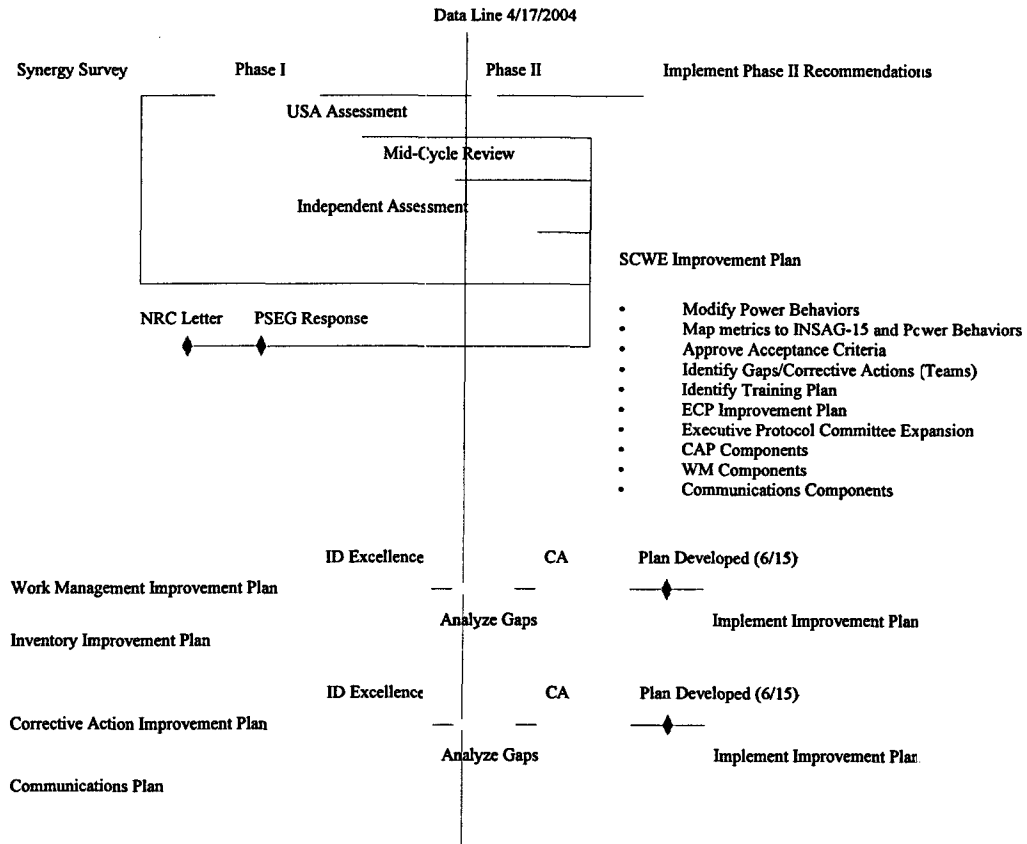 Data Line 4/17/2004
Synergy Survey Phase I Phase II Implement Phase II Recommendations
USA Assessment
Mid-Cycle Review
Independent Assessment
SCWE Improvement Plan
NRC Letter PSEG Response
• Modify Power Behaviors
• Map metrics to INSAG-15 and Power Behaviors
• Approve Acceptance Criteria
• Identify Gaps/Corrective Actions (Teams)
• Identify Training Plan
• ECP Improvement Plan
• Executive Protocol Committee Expansion
• CAP Components
• WM Components
• Communications Components
ID Excellence CA Plan Developed (6/15)
Work Management Improvement Plan
Analyze Gaps Implement Improvement Plan
Inventory Improvement Plan
ID Excellence CA Plan Developed (6/15)
Corrective Action Improvement Plan
Analyze Gaps Implement Improvement Plan
Communications Plan